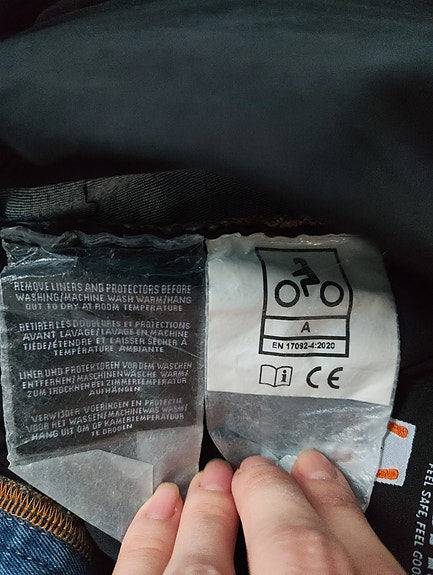 REMOVE LINERS AND PROTECTORS BEFORE
WASHING/MACHINE WASH WARM/HANG
OUT TO DRY AT ROOM TEMPERATURE
RETIRER LES DOUBLURES ET PROTECTIONS
AVANT LAVAGE/LAVAGE EN MACHINE
TIÈDE/ÉTENDRE ET LAISSER SÉCHER À
TEMPÉRATURE AMBIANTE
LINER UND PROTEKTOREN VOR DEM WASCHEN
ENTFERNEN/MASCHINENWÄSCHE WARM/
ZUM TROCKNEN BEI ZIMMERTEMPERATUR
AUFHÄNGEN
VERWIJDER VOERINGEN EN PROTECTIE
VOOR HET WASSEN/MACHINEWAS WARM/
HANG UIT OM OP KAMERTEMPERATUUR
TE DROGEN
A
EN 17092-4:2020
i CE
FEEL SAFE, FEEL GOO